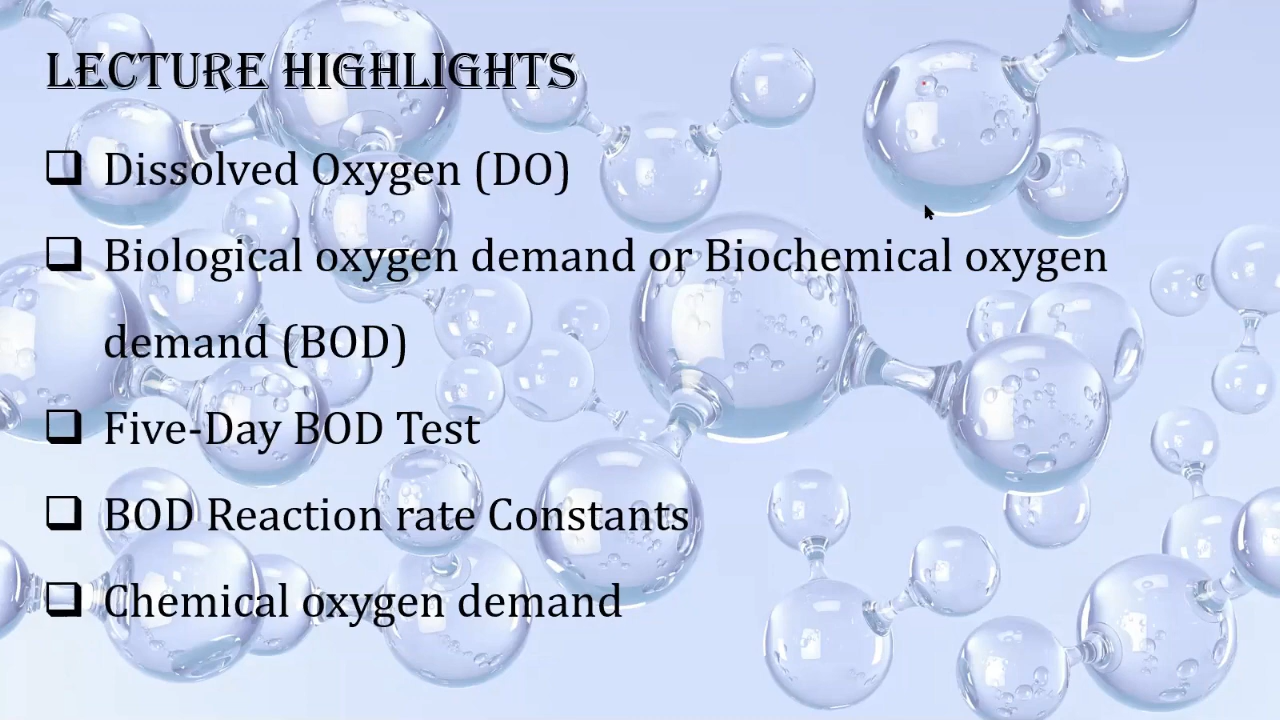 LECTURE HIGHLIGHTS
❑ Dissolved Oxygen (DO)
❑ Biological oxygen demand or Biochemical oxygen
demand (BOD)
❑ Five-Day BOD Test
❑ BOD Reaction rate Constants
❑ Chemical oxygen demand